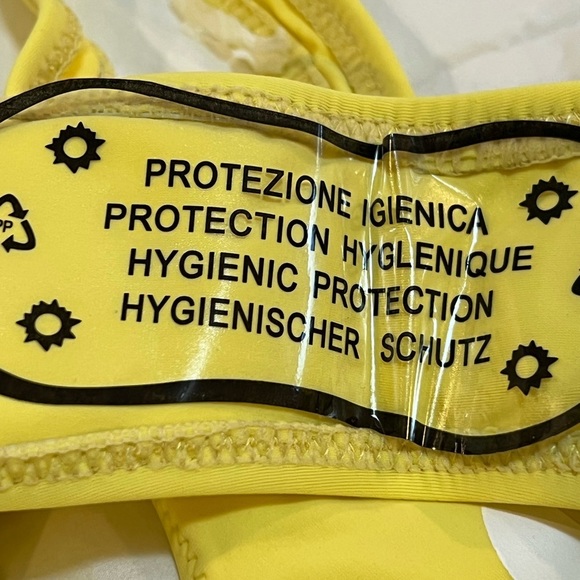 PROTEZIONE IGIENICA
PROTECTION HYGLENIQUE
HYGIENIC PROTECTION
HYGIENISCHER SCHUTZ
PP